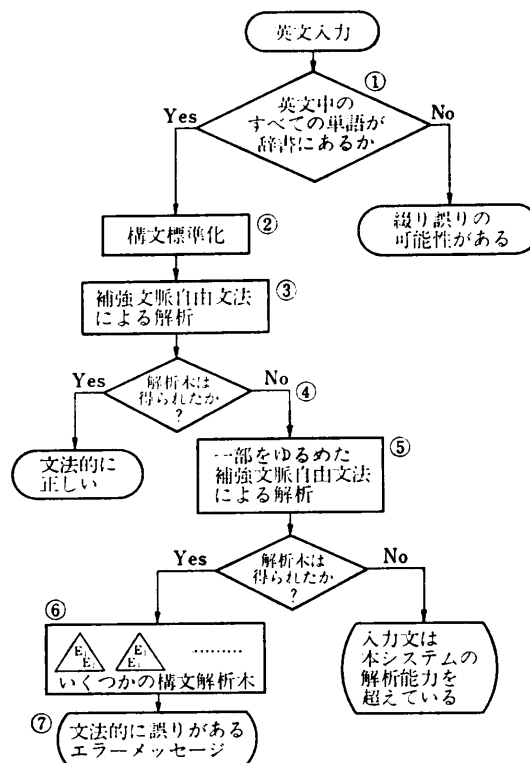 英文入力
①
英文中の
すべての単語が
辞書にあるか
Yes
No
綴り誤りの
可能性がある
構文標準化
②
補強文脈自由文法
による解析
③
解析木は
得られたか
?
Yes
No
④
文法的に
正しい
一部をゆるめた
補強文脈自由文法
による解析
⑤
解析木は
得られたか
?
Yes
No
⑥
いくつかの構文解析木
入力文は
本システムの
解析能力を
超えている
⑦
文法的に誤りがある
エラーメッセージ